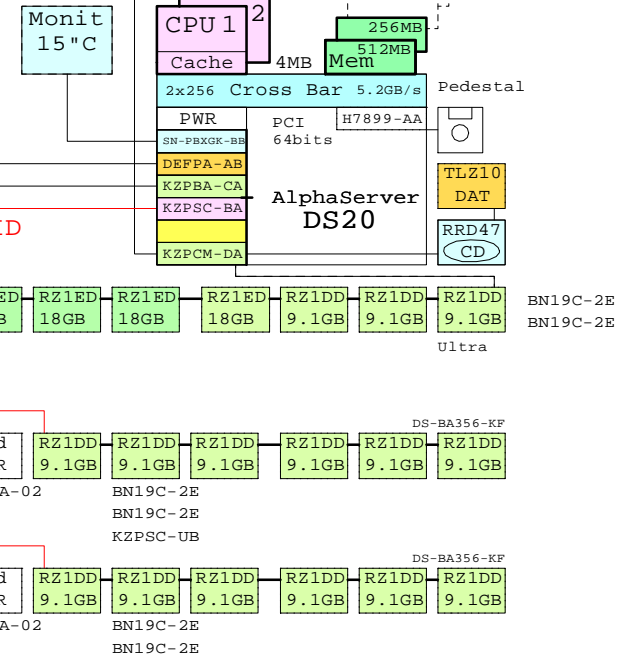 Monit
15"C
CPU 1
2
Cache
4MB
256MB
512MB
Mem
2x256 Cross Bar 5.2GB/s
Pedestal
PWR
PCI
64bits
H7899-AA
SN-PBXGK-BB
DEFPA-AB
KZPBA-CA
KZPSC-BA
KZPCM-DA
AlphaServer
DS20
TLZ10
DAT
RRD47
CD
ID
ED RZ1ED RZ1ED RZ1ED RZ1DD RZ1DD RZ1DD
B 18GB 18GB 18GB 9.1GB 9.1GB 9.1GB
BN19C-2E
BN19C-2E
Ultra
DS-BA356-KF
d RZ1DD RZ1DD RZ1DD RZ1DD RZ1DD RZ1DD
R 9.1GB 9.1GB 9.1GB 9.1GB 9.1GB 9.1GB
A-02 BN19C-2E
BN19C-2E
KZPSC-UB
DS-BA356-KF
d RZ1DD RZ1DD RZ1DD RZ1DD RZ1DD RZ1DD
R 9.1GB 9.1GB 9.1GB 9.1GB 9.1GB 9.1GB
A-02 BN19C-2E
BN19C-2E